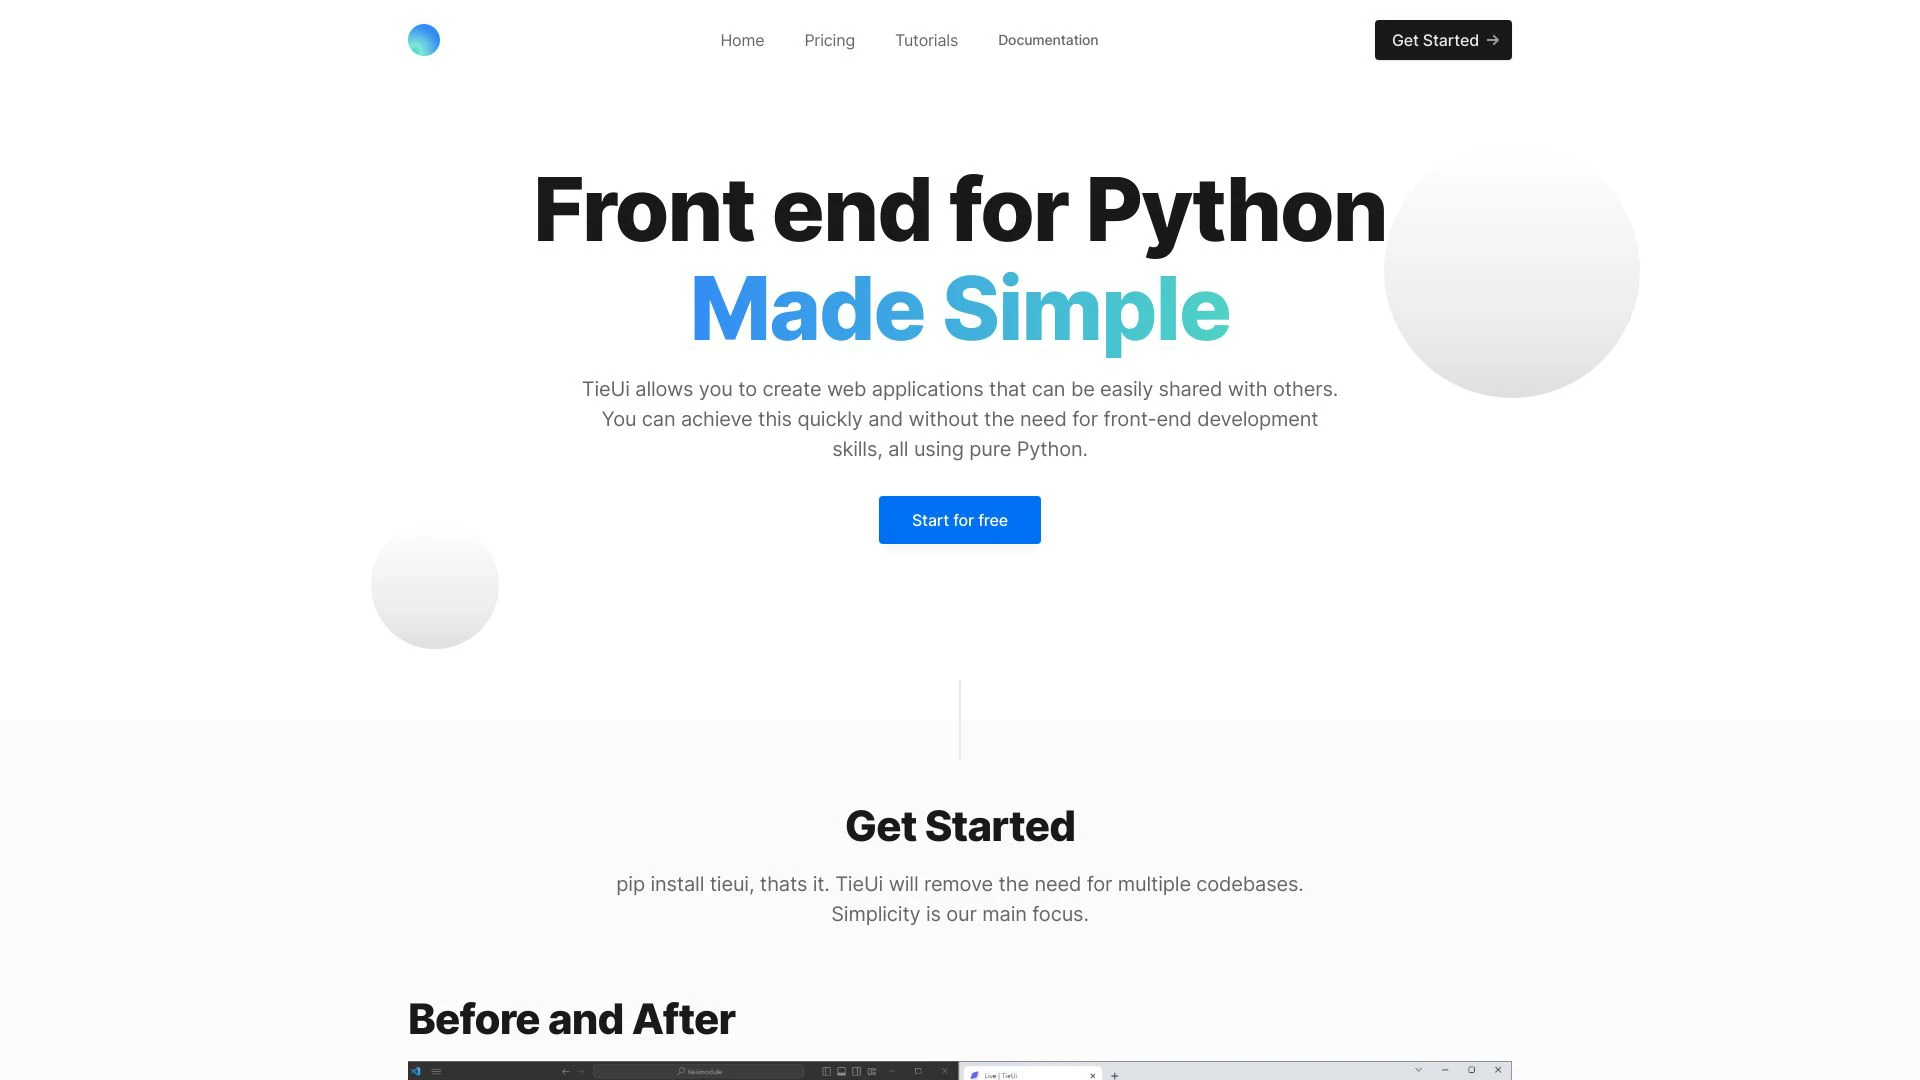 Home
Pricing
Tutorials
Documentation
Get Started
Front end for Python
Made Simple
TieUi allows you to create web applications that can be easily shared with others.
You can achieve this quickly and without the need for front-end development
skills, all using pure Python.
Start for free
Get Started
pip install tieui, thats it. TieUi will remove the need for multiple codebases.
Simplicity is our main focus.
Before and After
tieimodule
Live | TieUi